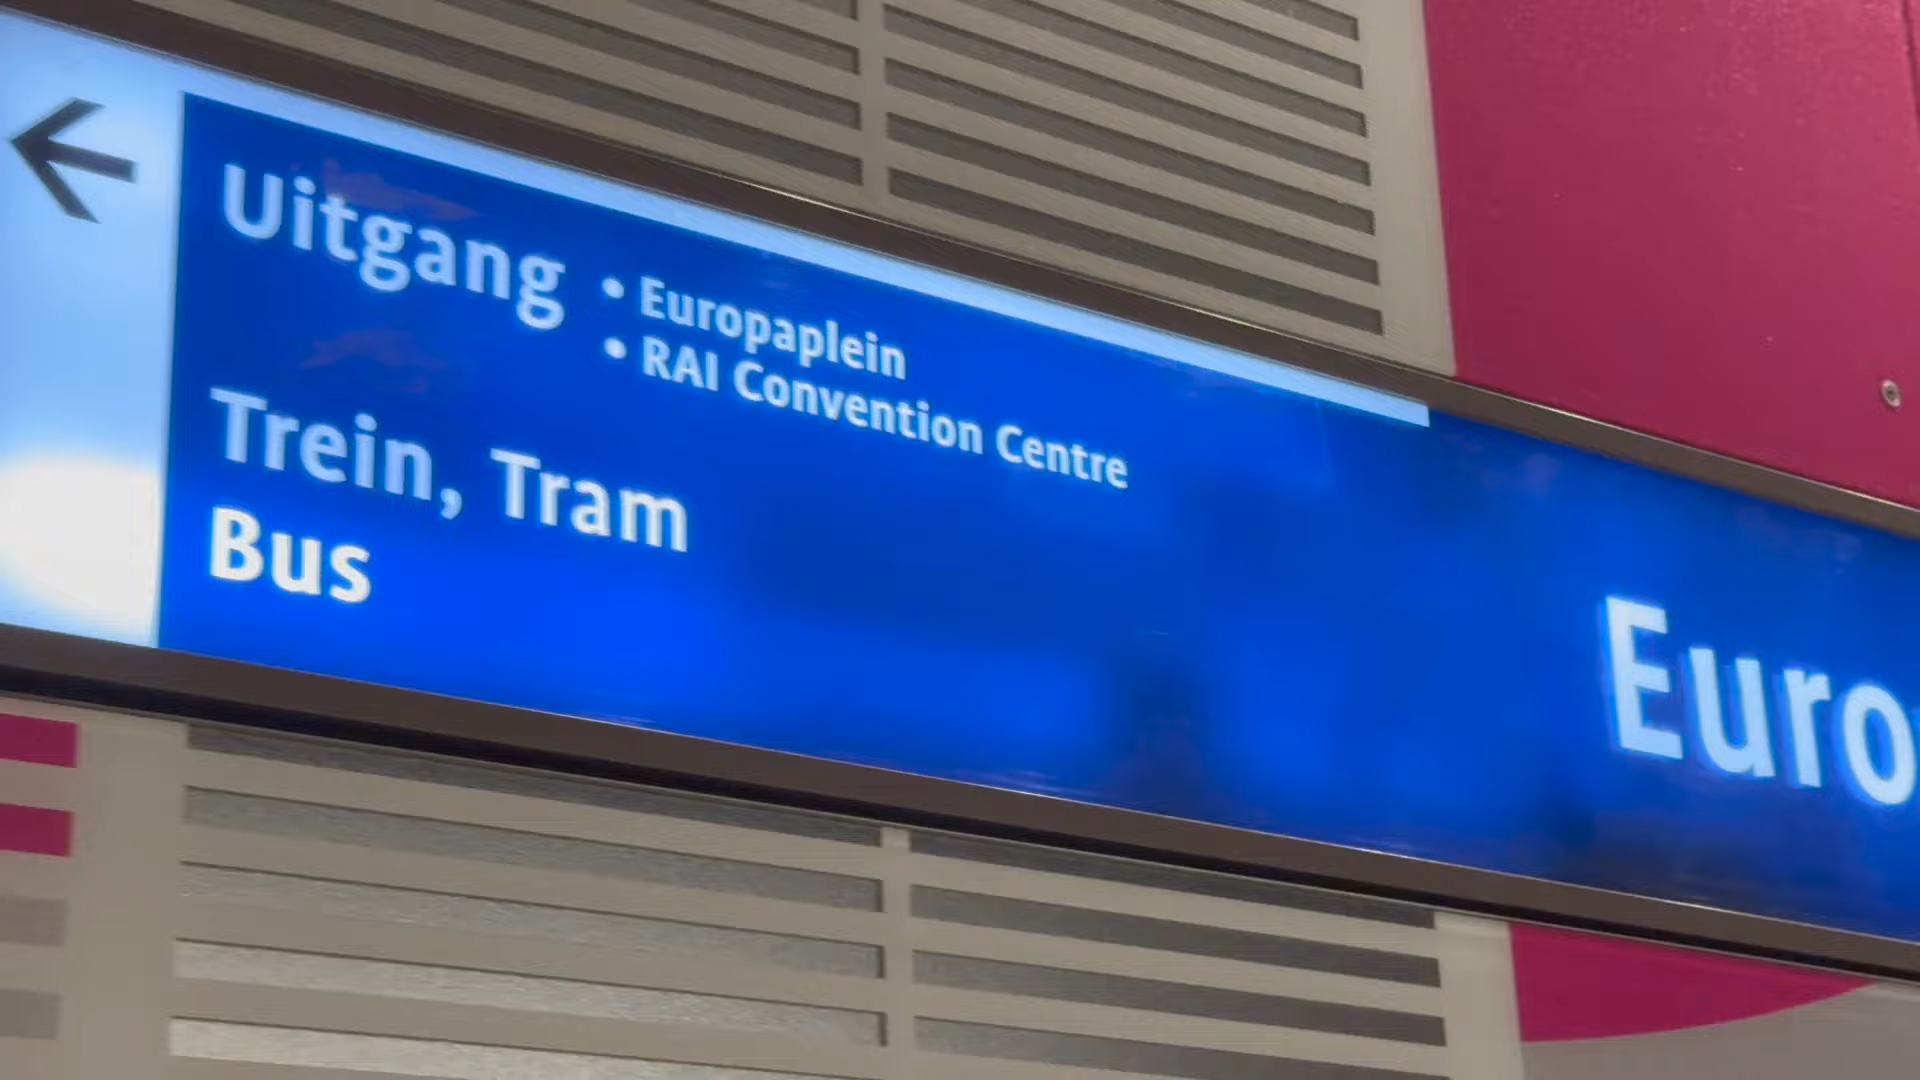 Uitgang
• Europaplein
• RAI Convention Centre
Trein, Tram
Bus
Euro